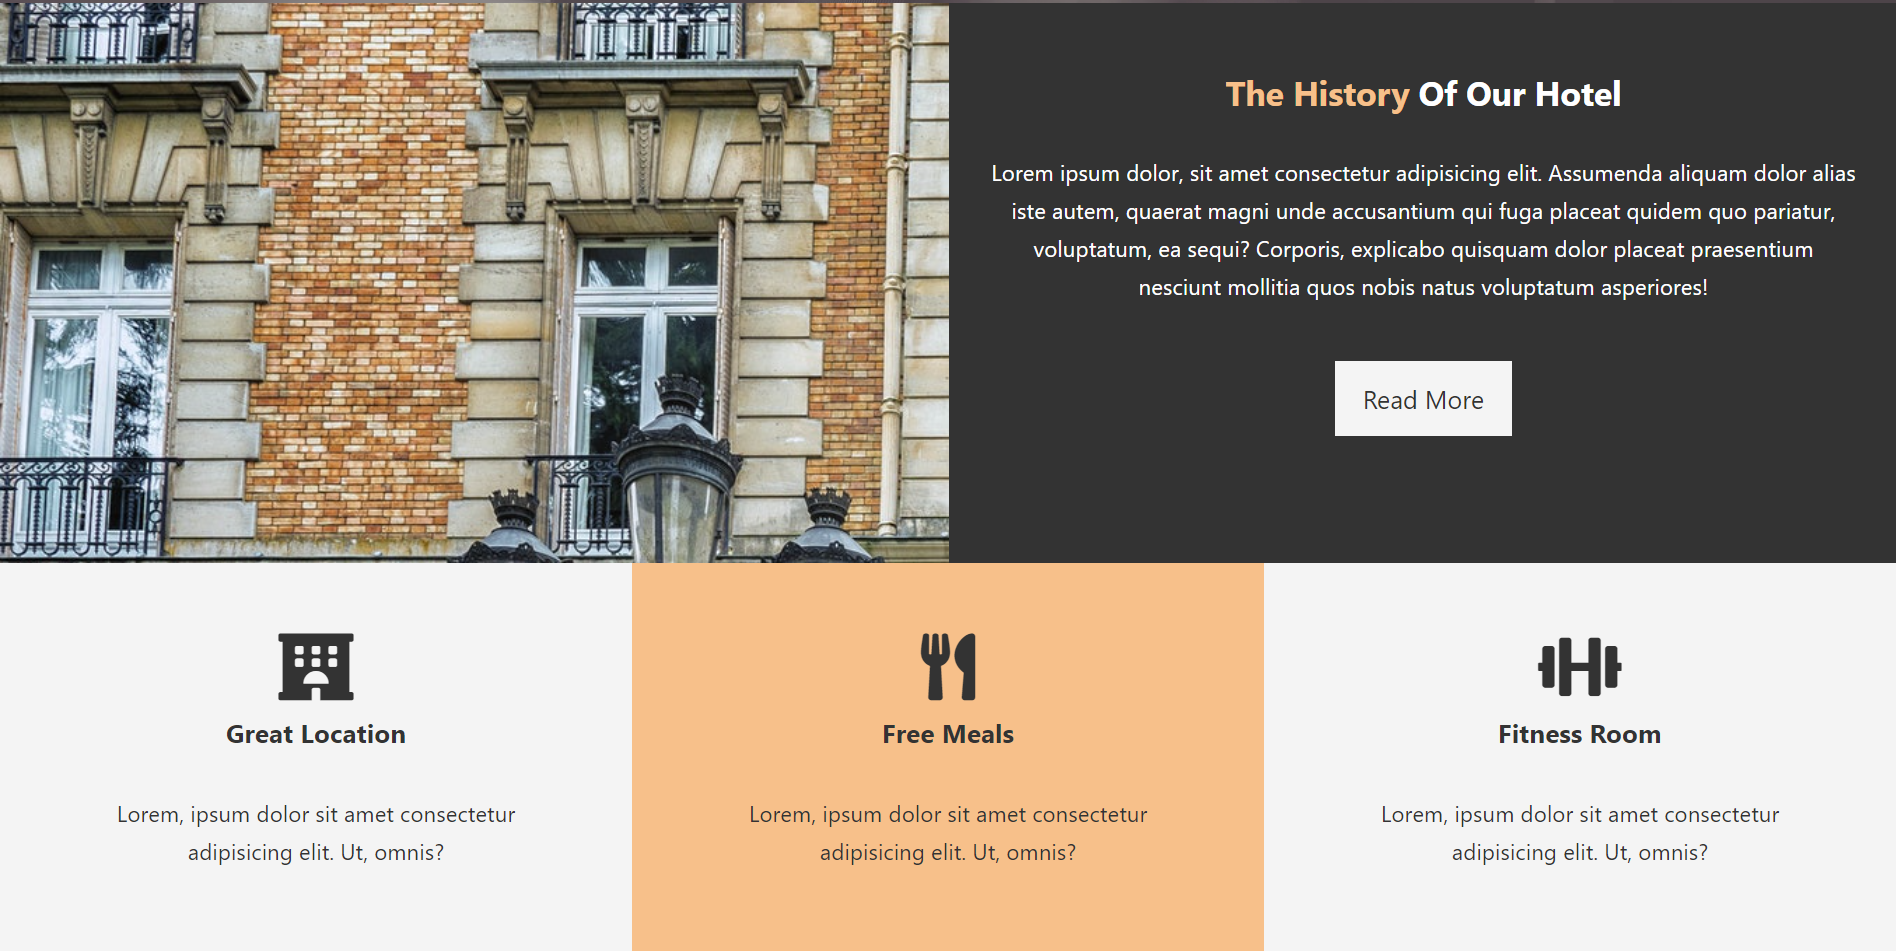 The History Of Our Hotel
Lorem ipsum dolor, sit amet consectetur adipisicing elit. Assumenda aliquam dolor alias
iste autem, quaerat magni unde accusantium qui fuga placeat quidem quo pariatur,
voluptatum, ea sequi? Corporis, explicabo quisquam dolor placeat praesentium
nesciunt mollitia quos nobis natus voluptatum asperiores!
Read More
Great Location
Lorem, ipsum dolor sit amet consectetur
adipisicing elit. Ut, omnis?
Free Meals
Lorem, ipsum dolor sit amet consectetur
adipisicing elit. Ut, omnis?
Fitness Room
Lorem, ipsum dolor sit amet consectetur
adipisicing elit. Ut, omnis?